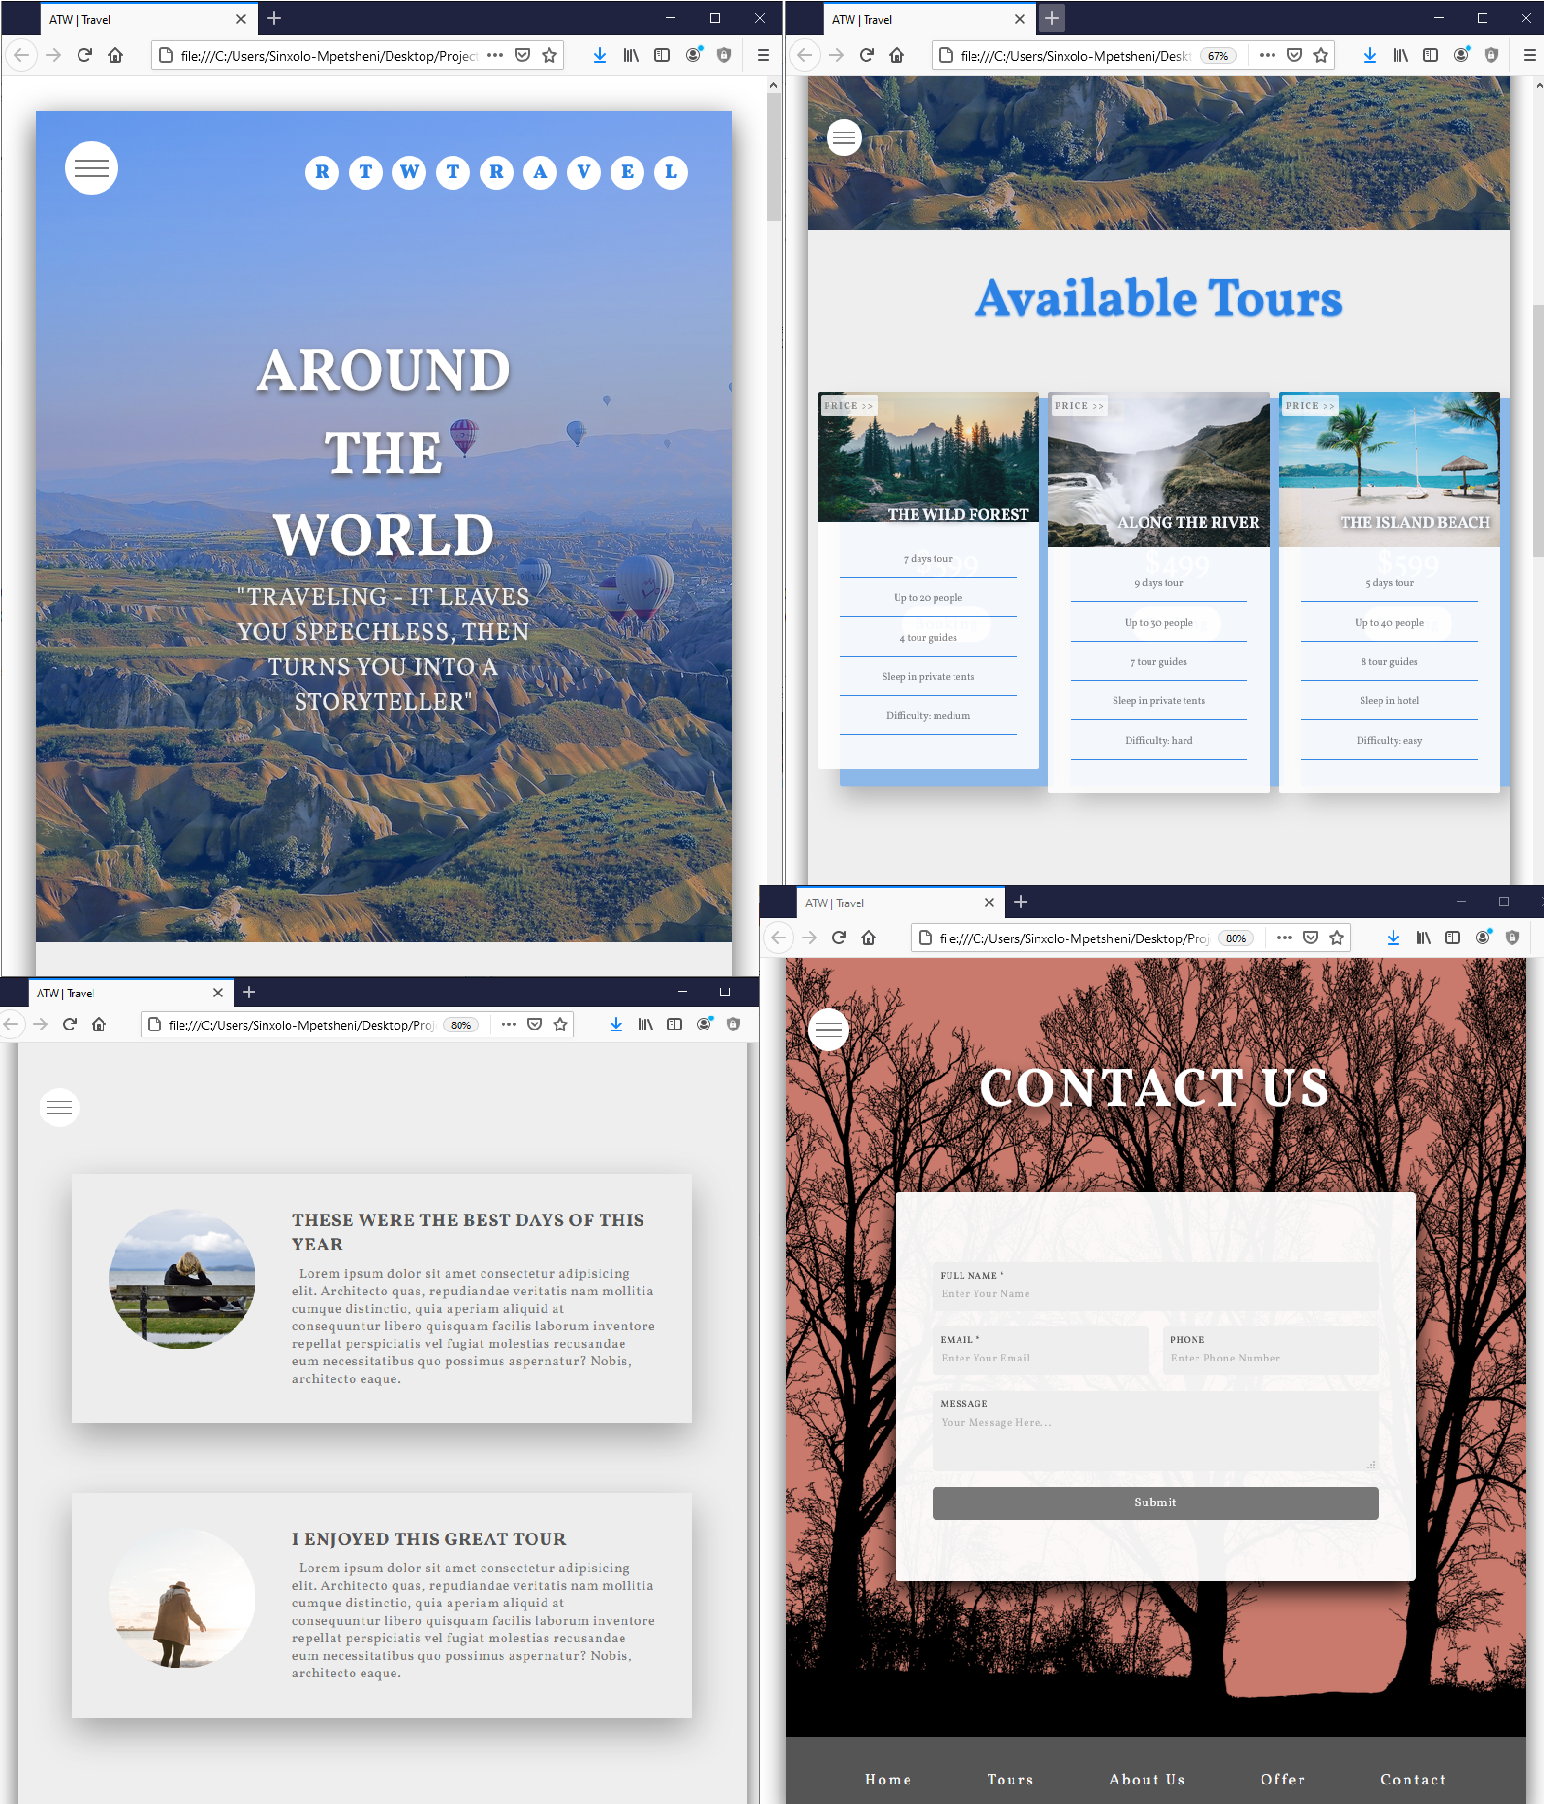 ATW | Travel
file:///C:/Users/Sinxolo-Mpetsheni/Desktop/Project
R T W T R A V E L
AROUND
THE
WORLD
"TRAVELING - IT LEAVES
YOU SPEECHLESS, THEN
TURNS YOU INTO A
STORYTELLER"
ATW | Travel
file:///C:/Users/Sinxolo-Mpetsheni/Deskt
67%
Available Tours
PRICE >>
THE WILD FOREST
7 days tour
Up to 20 people
4 tour guides
Sleep in private tents
Difficulty: medium
PRICE >>
ALONG THE RIVER
$499
9 days tour
Up to 30 people
7 tour guides
Sleep in private tents
Difficulty: hard
PRICE >>
THE ISLAND BEACH
$599
5 days tour
Up to 40 people
8 tour guides
Sleep in hotel
Difficulty: easy
ATW | Travel
file:///C:/Users/Sinxolo-Mpetsheni/Desktop/Proj
80%
THESE WERE THE BEST DAYS OF THIS
YEAR
Lorem ipsum dolor sit amet consectetur adipisicing
elit. Architecto quas, repudiandae veritatis nam mollitia
cumque distinctio, quia aperiam aliquid at
consequuntur libero quisquam facilis laborum inventore
repellat perspiciatis vel fugiat molestias recusandae
eum necessitatibus quo possimus aspernatur? Nobis,
architecto eaque.
I ENJOYED THIS GREAT TOUR
Lorem ipsum dolor sit amet consectetur adipisicing
elit. Architecto quas, repudiandae veritatis nam mollitia
cumque distinctio, quia aperiam aliquid at
consequuntur libero quisquam facilis laborum inventore
repellat perspiciatis vel fugiat molestias recusandae
eum necessitatibus quo possimus aspernatur? Nobis,
architecto eaque.
ATW | Travel
file:///C:/Users/Sinxolo-Mpetsheni/Desktop/Proj
80%
CONTACT US
FULL NAME *
Enter Your Name
EMAIL *
Enter Your Email
PHONE
Enter Phone Number
MESSAGE
Your Message Here...
Submit
Home Tours About Us Offer Contact